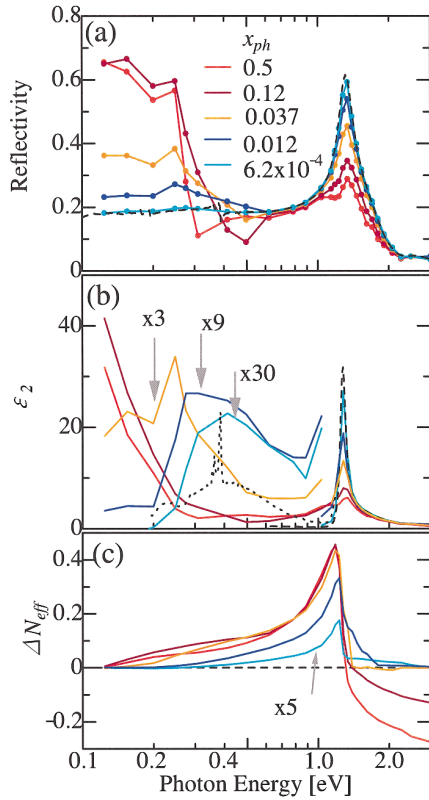 (a)
x_ph
0.5
0.12
0.037
0.012
6.2x10⁻⁴
Reflectivity
0.8
0.6
0.4
0.2
0
(b)
x3
x9
x30
ε₂
40
20
0
(c)
x5
ΔN_eff
0.4
0.2
0
-0.2
0.1
0.2
0.4
1.0
2.0
Photon Energy [eV]